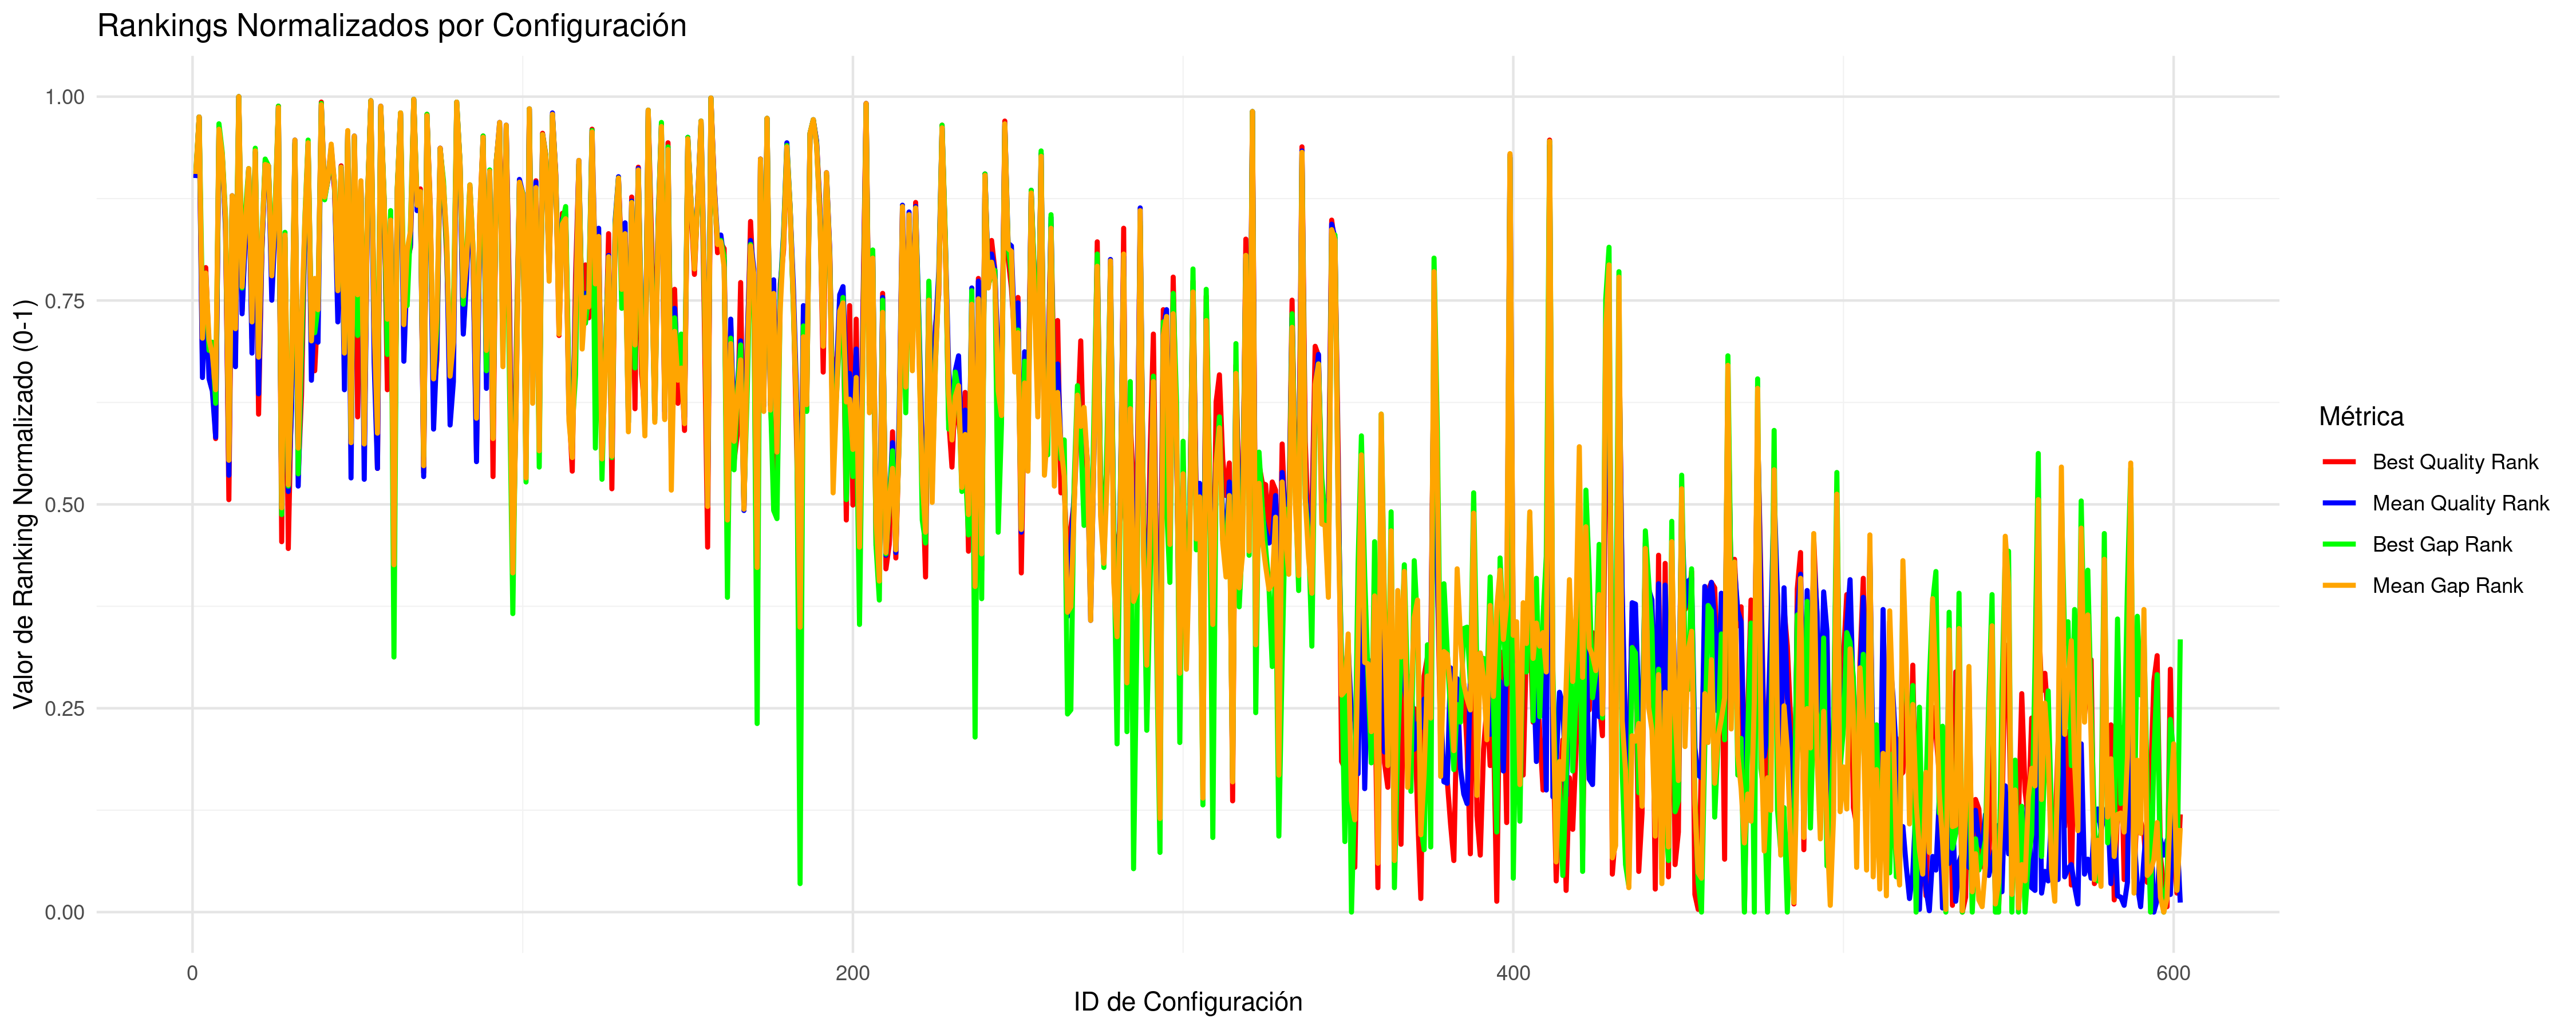 Rankings Normalizados por Configuración
Valor de Ranking Normalizado (0-1)
1.00
0.75
0.50
0.25
0.00
0
200
400
600
ID de Configuración
Métrica
Best Quality Rank
Mean Quality Rank
Best Gap Rank
Mean Gap Rank